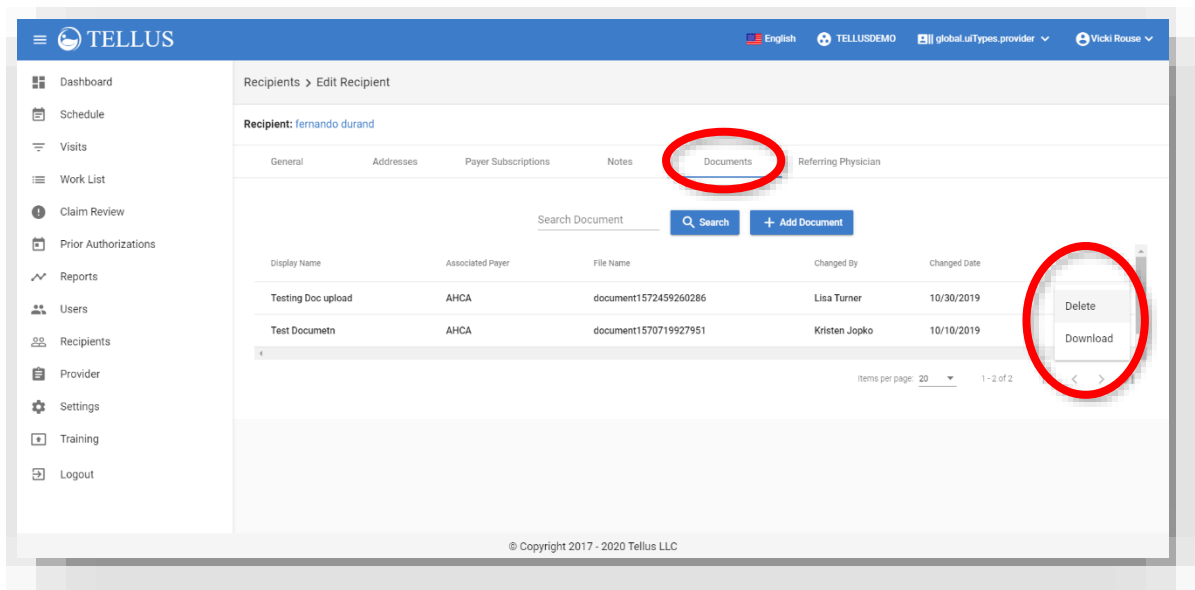 TELLUS
English TELLUSDEMO global.uiTypes.provider Vicki Rouse
Dashboard
Schedule
Visits
Work List
Claim Review
Prior Authorizations
Reports
Users
Recipients
Provider
Settings
Training
Logout
Recipients > Edit Recipient
Recipient: fernando durand
General Addresses Payer Subscriptions Notes Documents Referring Physician
Search Document Search + Add Document
Display Name Associated Payer File Name Changed By Changed Date
Testing Doc upload AHCA document1572459260286 Lisa Turner 10/30/2019
Test Documetn AHCA document1570719927951 Kristen Jopko 10/10/2019
Delete
Download
Items per page: 20 1 - 2 of 2
© Copyright 2017 - 2020 Tellus LLC